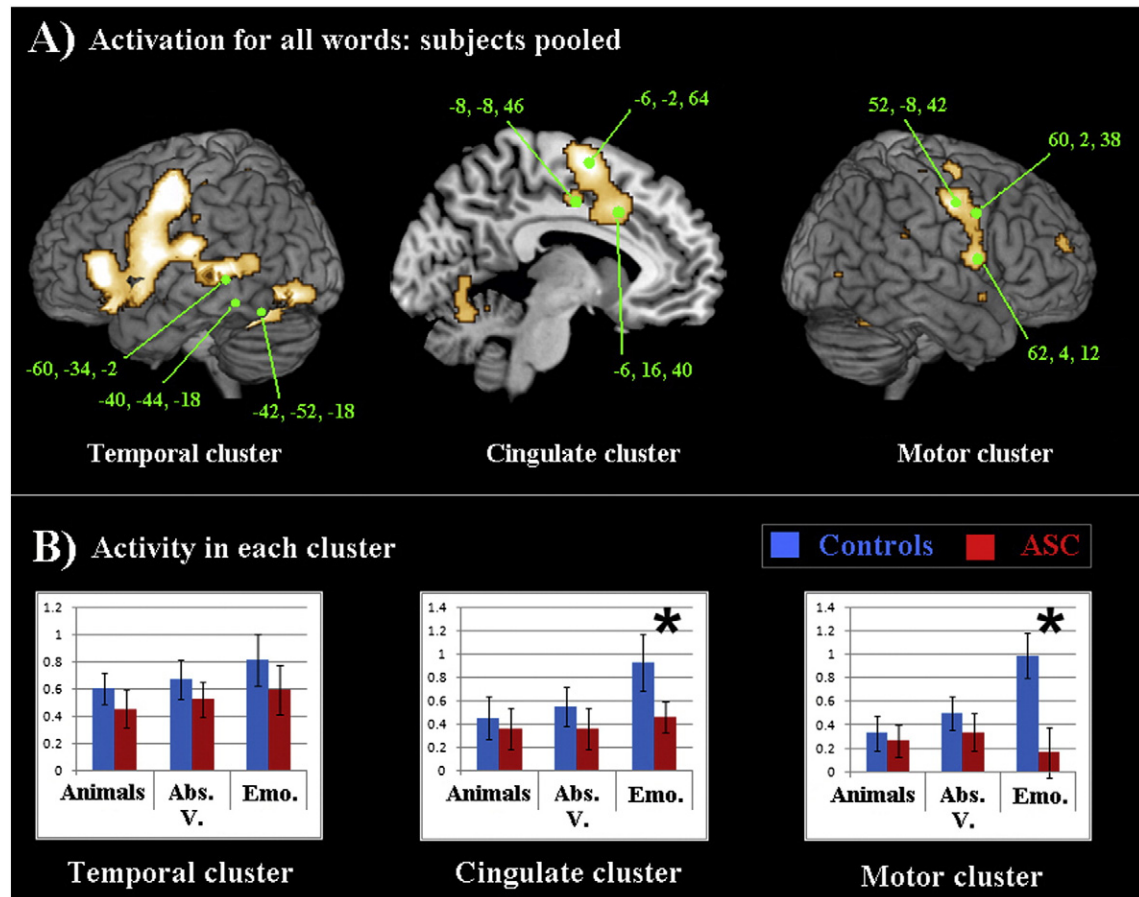 A) Activation for all words: subjects pooled
-8, -8, 46
-6, -2, 64
52, -8, 42
60, 2, 38
-60, -34, -2
-40, -44, -18
-42, -52, -18
-6, 16, 40
62, 4, 12
Temporal cluster
Cingulate cluster
Motor cluster
B) Activity in each cluster
Controls ASC
1.2
1
0.8
0.6
0.4
0.2
0
Animals Abs. V. Emo.
1.4
1.2
1
0.8
0.6
0.4
0.2
0
*
Animals Abs. V. Emo.
1.4
1.2
1
0.8
0.6
0.4
0.2
0
*
Animals Abs. V. Emo.
Temporal cluster
Cingulate cluster
Motor cluster